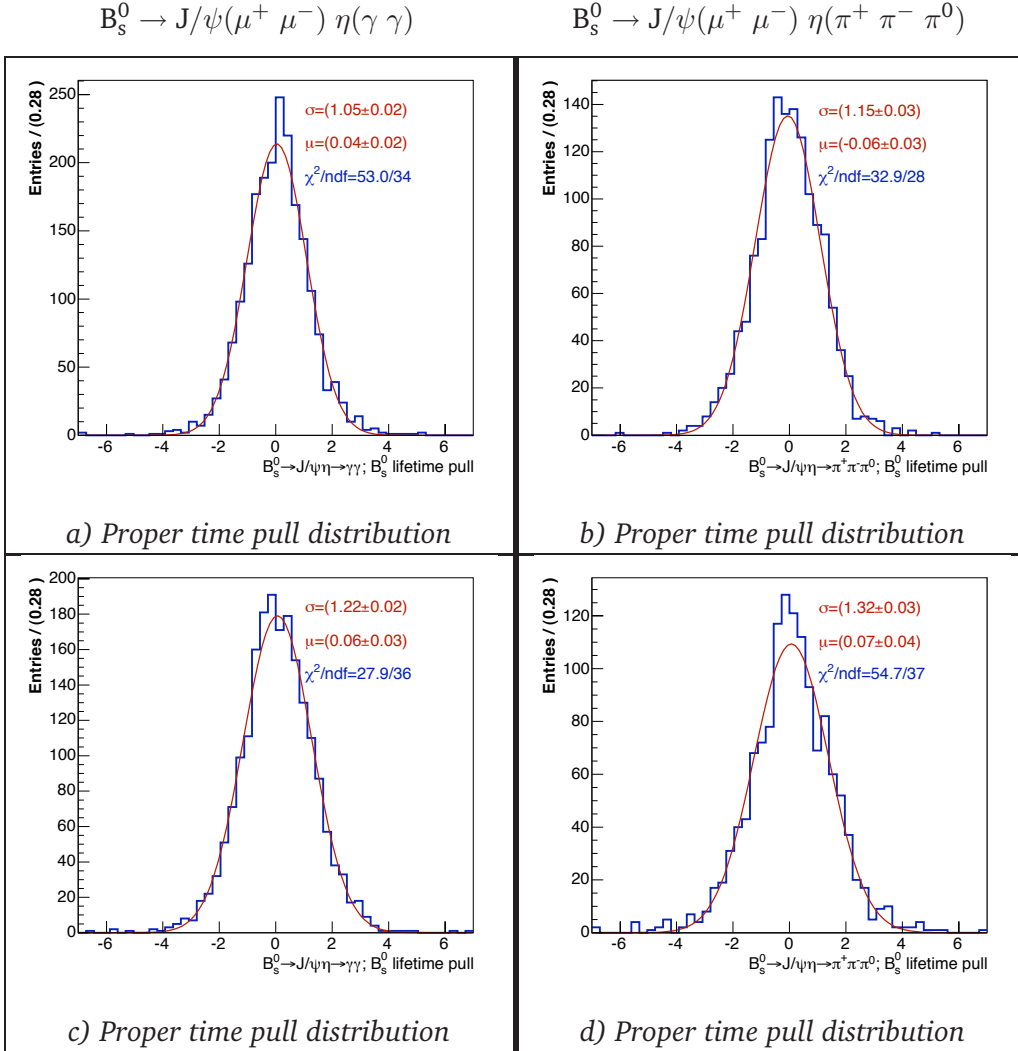 B⁰ₛ → J/ψ(μ⁺ μ⁻) η(γ γ)
B⁰ₛ → J/ψ(μ⁺ μ⁻) η(π⁺ π⁻ π⁰)
Entries / (0.28 )
250
200
150
100
50
0
σ=(1.05±0.02)
μ=(0.04±0.02)
χ²/ndf=53.0/34
-6 -4 -2 0 2 4 6
B⁰ₛ→J/ψη→γγ; B⁰ₛ lifetime pull
a) Proper time pull distribution
Entries / (0.28 )
140
120
100
80
60
40
20
0
σ=(1.15±0.03)
μ=(-0.06±0.03)
χ²/ndf=32.9/28
-6 -4 -2 0 2 4 6
B⁰ₛ→J/ψη→π⁺π⁻π⁰; B⁰ₛ lifetime pull
b) Proper time pull distribution
Entries / (0.28 )
200
180
160
140
120
100
80
60
40
20
0
σ=(1.22±0.02)
μ=(0.06±0.03)
χ²/ndf=27.9/36
-6 -4 -2 0 2 4 6
B⁰ₛ→J/ψη→γγ; B⁰ₛ lifetime pull
c) Proper time pull distribution
Entries / (0.28 )
120
100
80
60
40
20
0
σ=(1.32±0.03)
μ=(0.07±0.04)
χ²/ndf=54.7/37
-6 -4 -2 0 2 4 6
B⁰ₛ→J/ψη→π⁺π⁻π⁰; B⁰ₛ lifetime pull
d) Proper time pull distribution